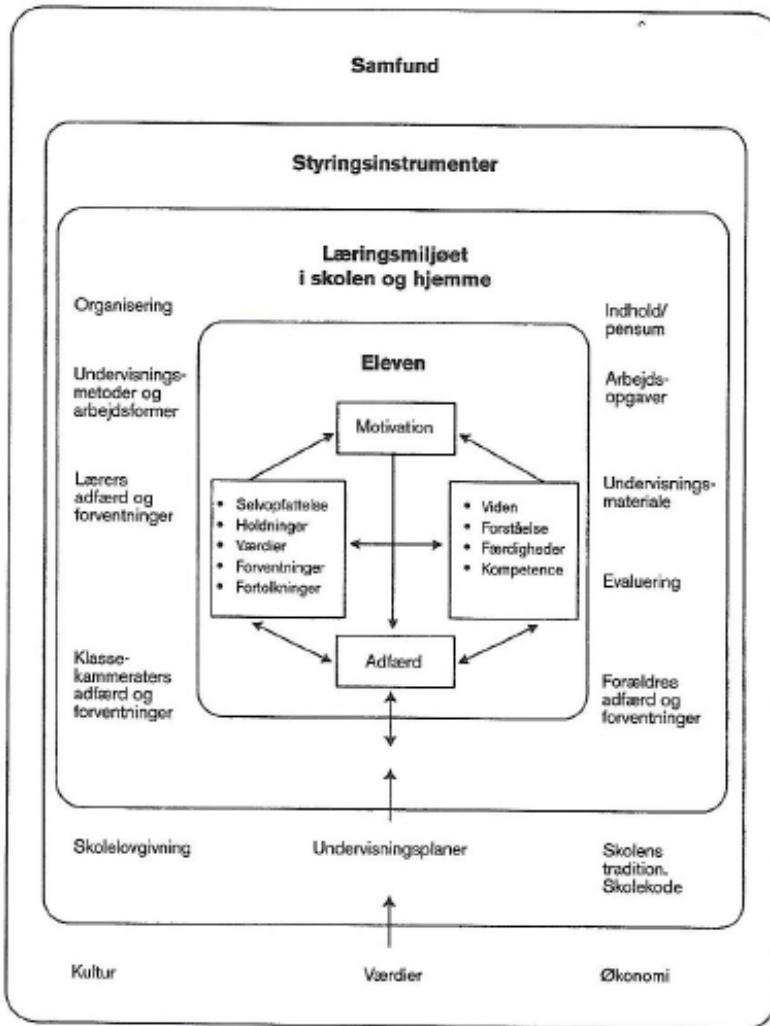 Samfund
Styringsinstrumenter
Læringsmiljøet
i skolen og hjemme
Organisering
Indhold/
pensum
Eleven
Undervisnings-
metoder og
arbejdsformer
Arbejds-
opgaver
Motivation
Lærers
adfærd og
forventninger
• Selvopfattelse
• Holdninger
• Værdier
• Forventninger
• Fortolkninger
• Viden
• Forståelse
• Færdigheder
• Kompetence
Undervisnings-
materiale
Evaluering
Adfærd
Klasse-
kammeraters
adfærd og
forventninger
Forældres
adfærd og
forventninger
Skolelovgivning
Undervisningsplaner
Skolens
tradition.
Skolekode
Kultur
Værdier
Økonomi